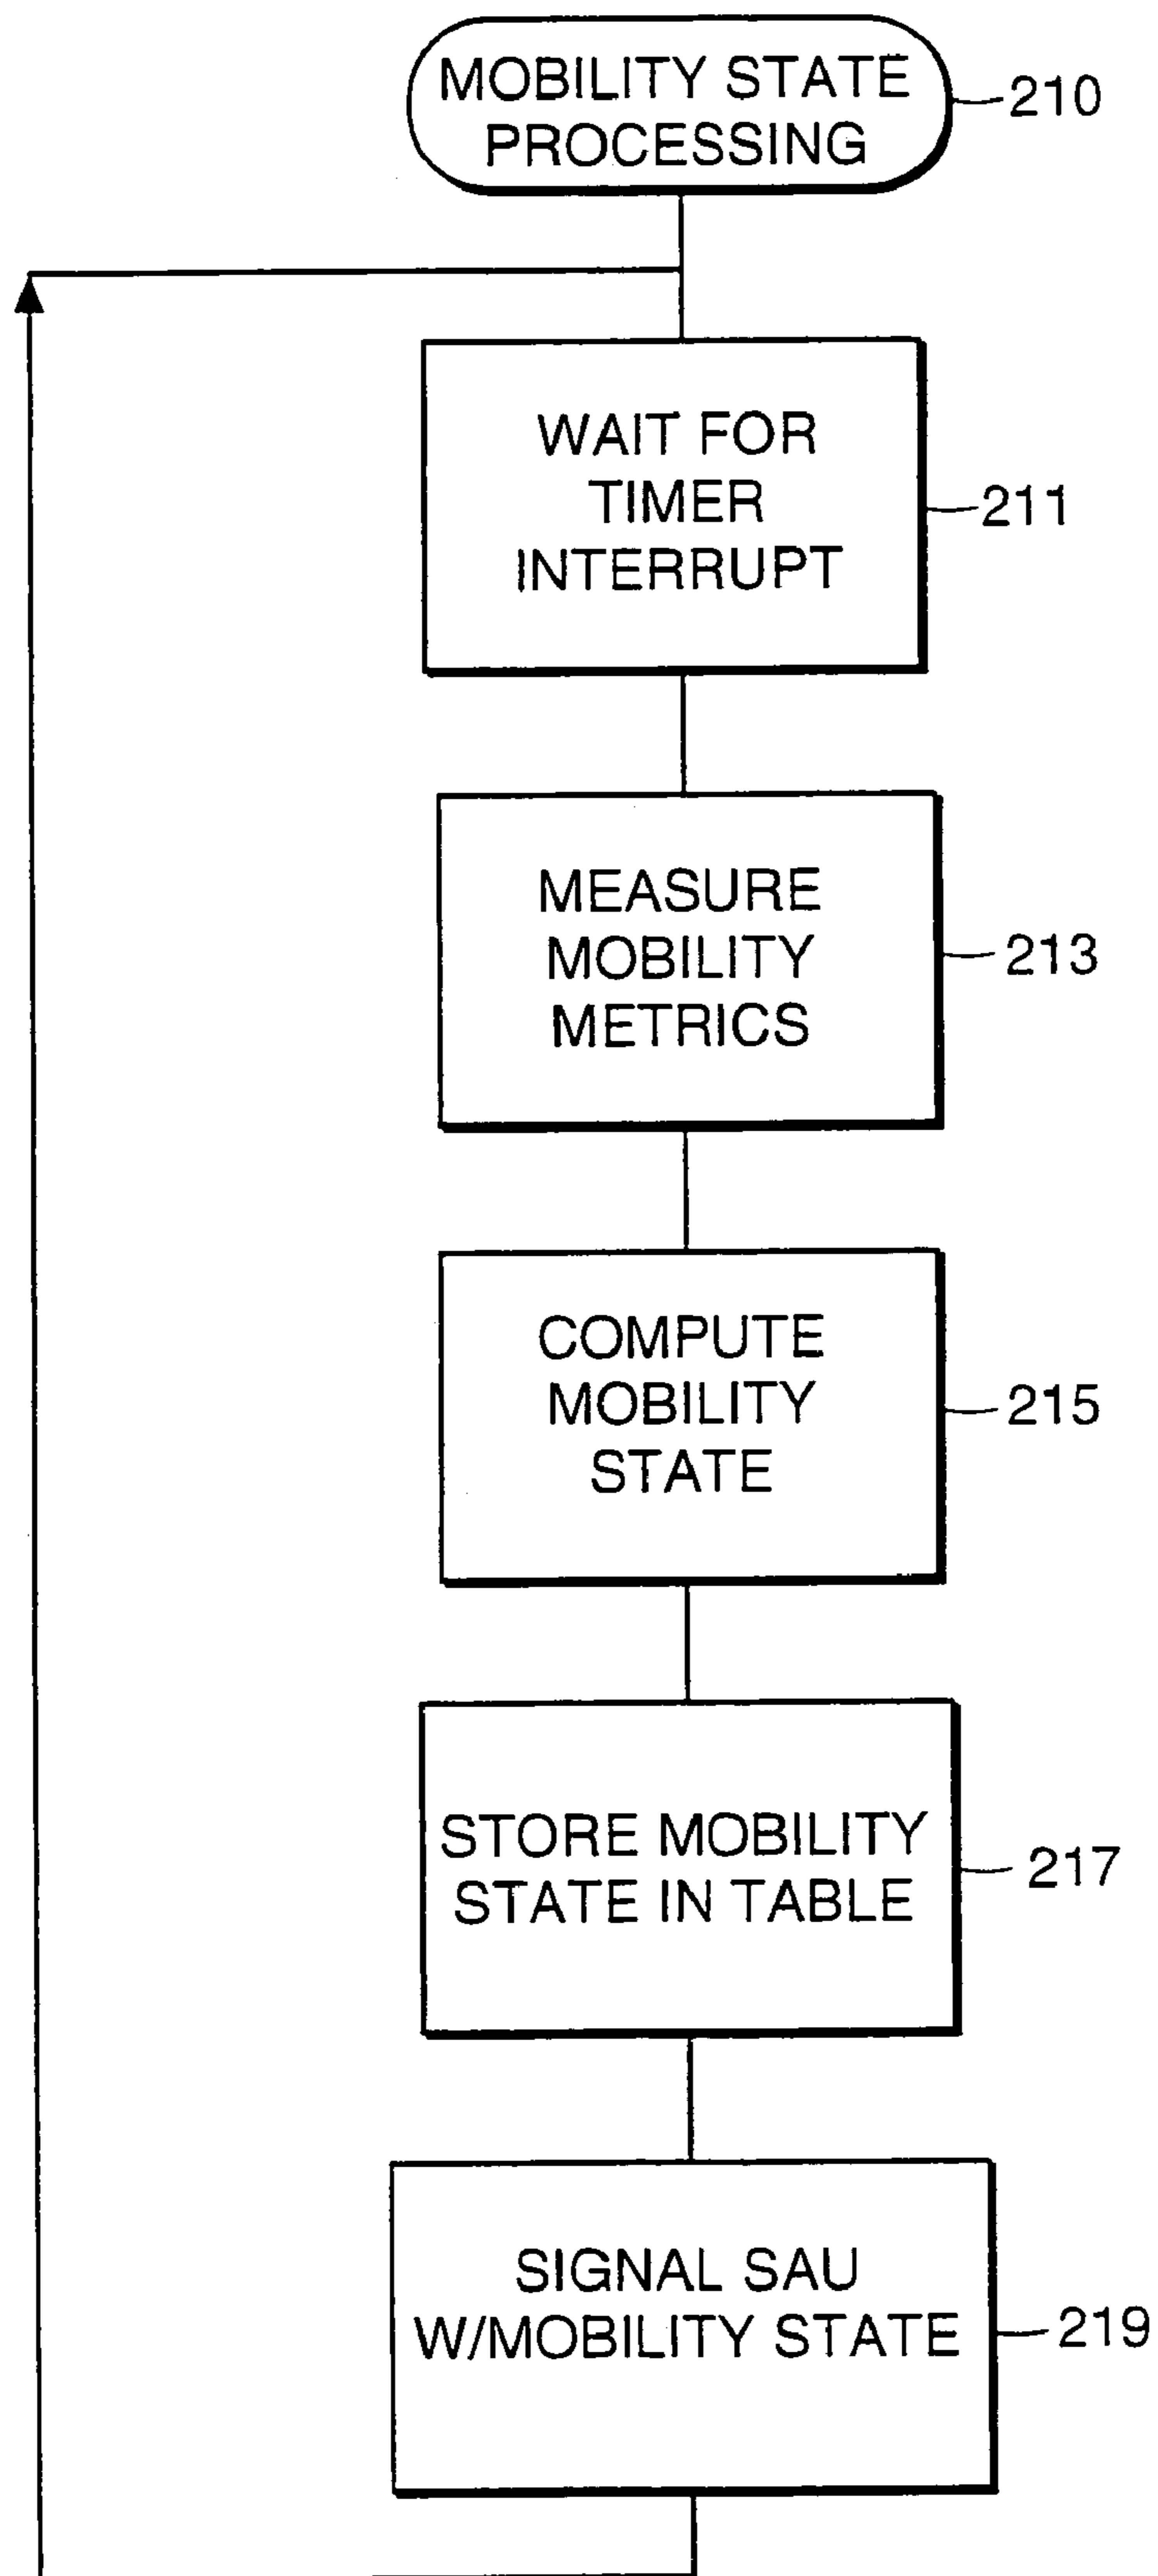 MOBILITY STATE
PROCESSING
210
WAIT FOR
TIMER
INTERRUPT
211
MEASURE
MOBILITY
METRICS
213
COMPUTE
MOBILITY
STATE
215
STORE MOBILITY
STATE IN TABLE
217
SIGNAL SAU
W/MOBILITY STATE
219